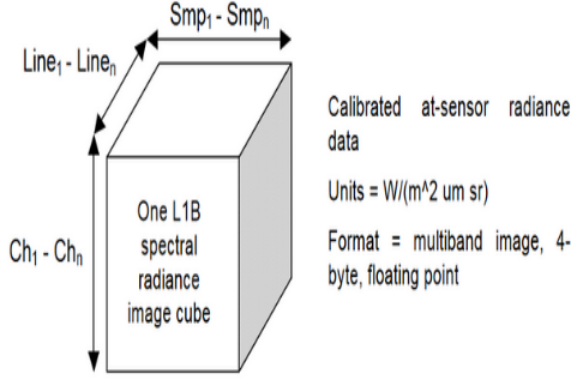 Smp₁ - Smpₙ
Line₁ - Lineₙ
Ch₁ - Chₙ
One L1B
spectral
radiance
image cube
Calibrated at-sensor radiance
data
Units = W/(m^2 um sr)
Format = multiband image, 4-
byte, floating point